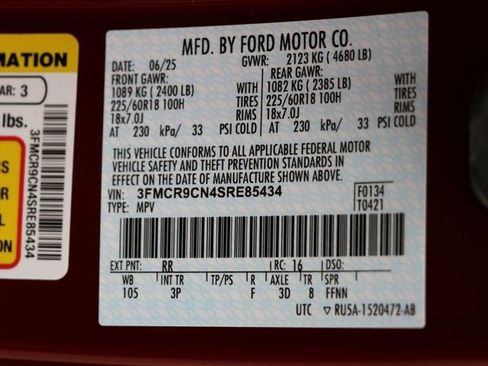 MATION
AR: 3
lbs.
S
OR
L
ION
3FMCR9CN4SRE85434
MFD. BY FORD MOTOR CO.
DATE: 06/25 GVWR: 2123 KG ( 4680 LB)
FRONT GAWR: REAR GAWR:
1089 KG ( 2400 LB) WITH 1082 KG ( 2385 LB) WITH
225/60R18 100H TIRES 225/60R18 100H TIRES
18x7.0J RIMS 18x7.0J RIMS
AT 230 kPa/ 33 PSI COLD AT 230 kPa/ 33 PSI COLD
THIS VEHICLE CONFORMS TO ALL APPLICABLE FEDERAL MOTOR
VEHICLE SAFETY AND THEFT PREVENTION STANDARDS IN
EFFECT ON THE DATE OF MANUFACTURE SHOWN ABOVE.
VIN: 3FMCR9CN4SRE85434 F0134
TYPE: MPV T0421
EXT PNT: RR RC: 16 DSO:
WB INT TR TP/PS R AXLE TR SPR
105 3P F 3D 8 FFNN
UTC ▽ RU5A-1520472-AB